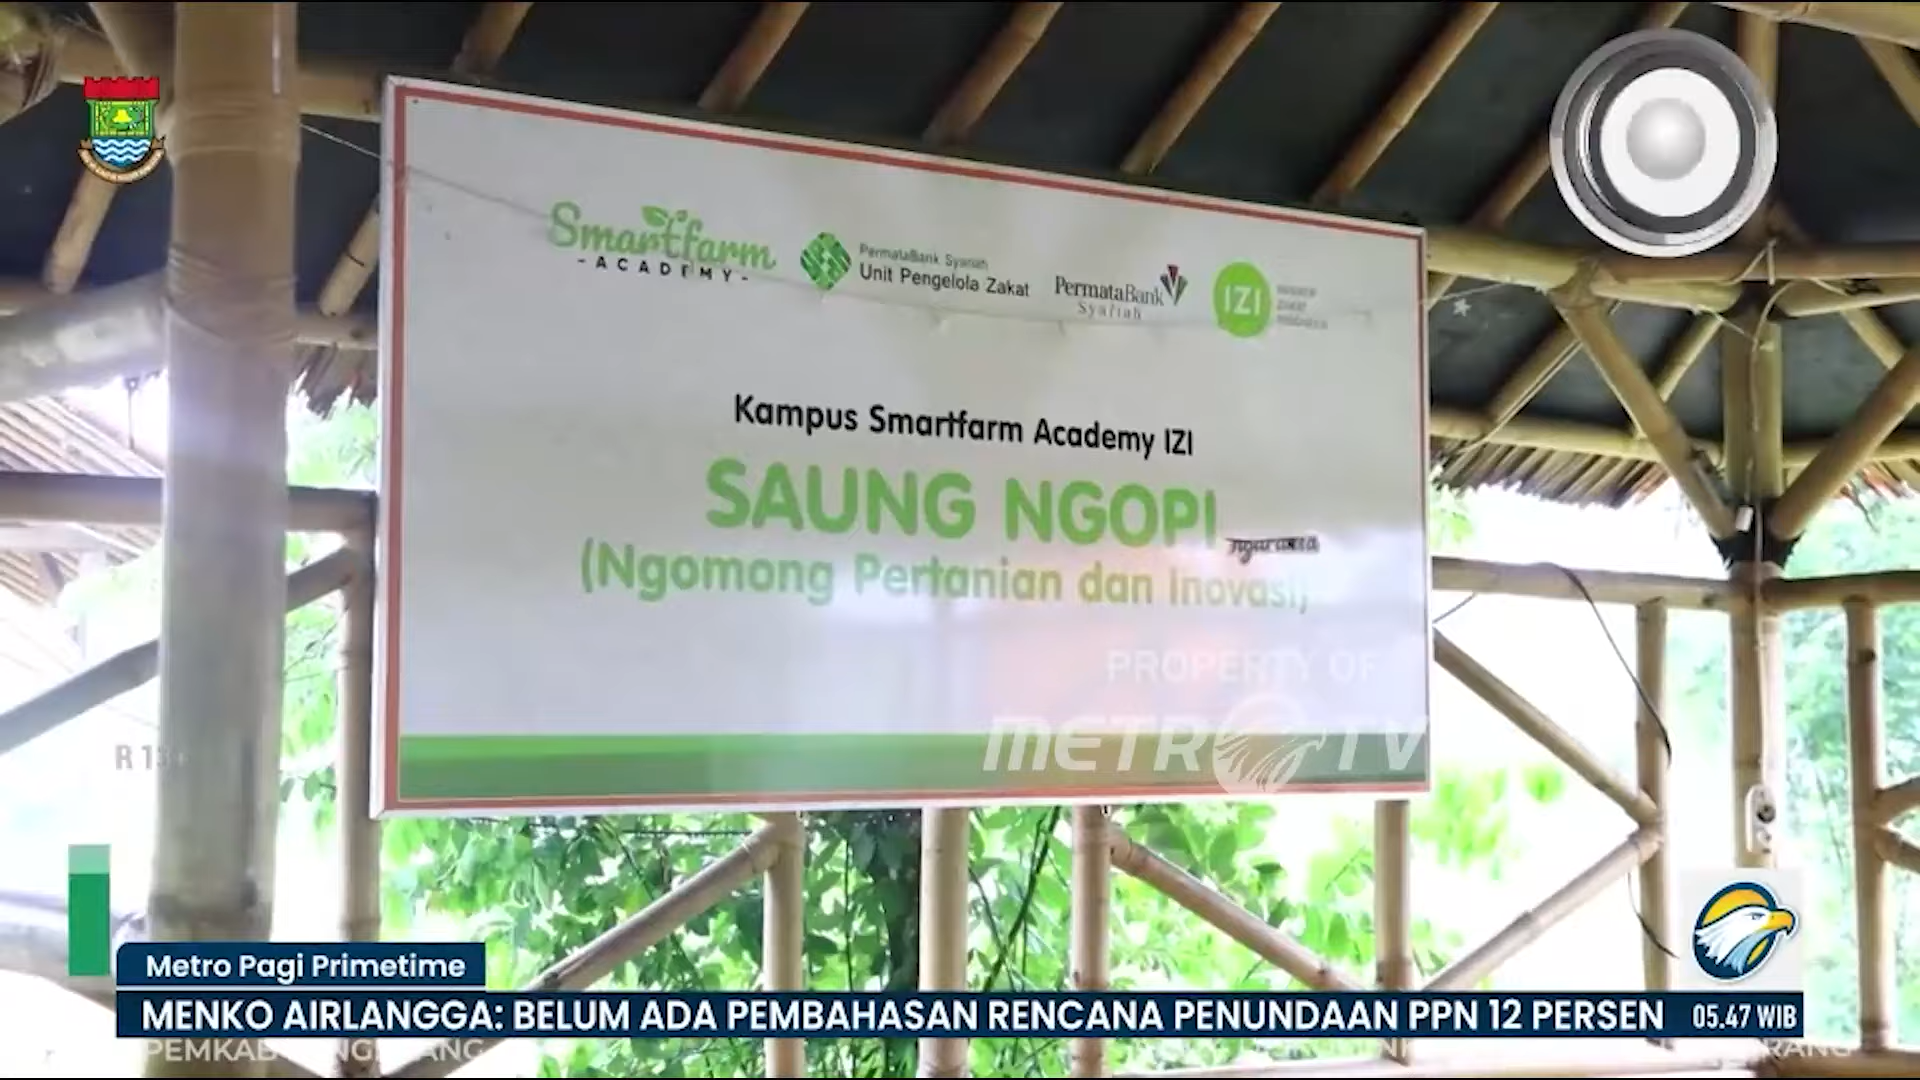 Smartfarm
-ACADEMY-
PermataBank Syariah
Unit Pengelola Zakat
PermataBank
Syariah
IZI
Kampus Smartfarm Academy IZI
SAUNG NGOPI
(Ngomong Pertanian dan Inovasi)
PROPERTY OF
METRO TV
R 13+
Metro Pagi Primetime
MENKO AIRLANGGA: BELUM ADA PEMBAHASAN RENCANA PENUNDAAN PPN 12 PERSEN
05.47 WIB